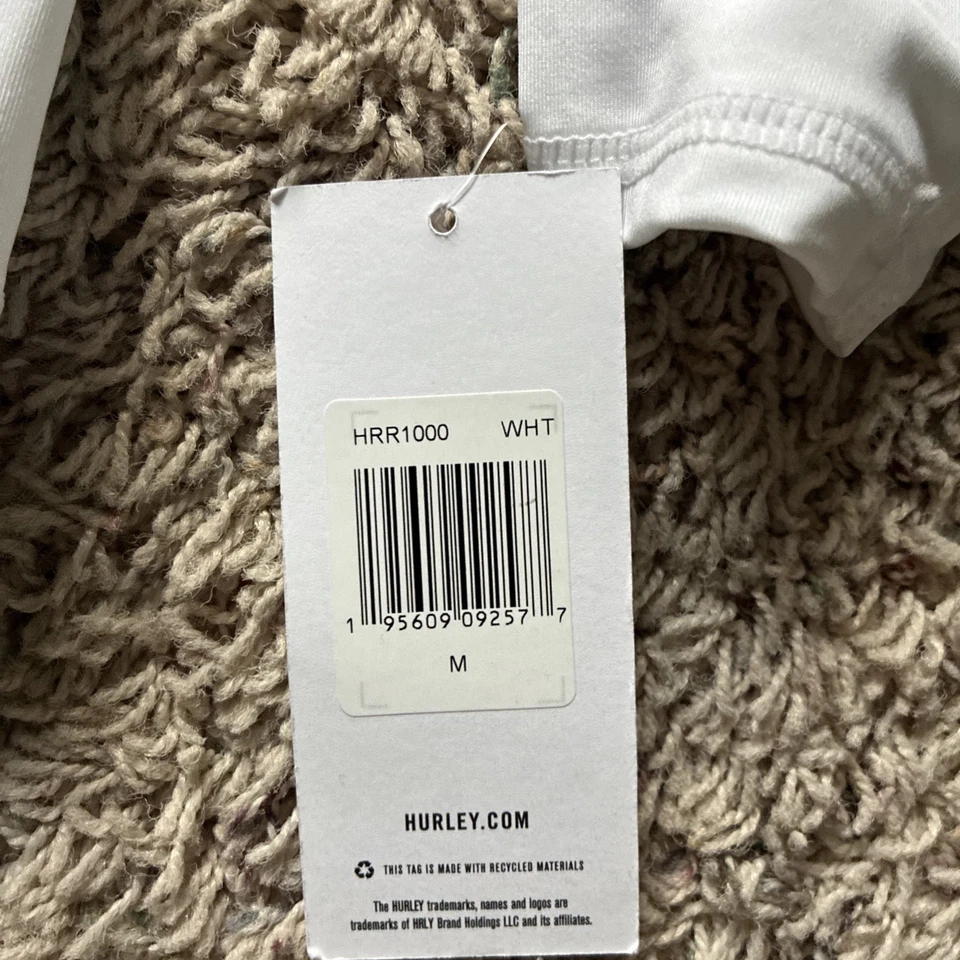 HRR1000 WHT
1 95609 09257 7
M
HURLEY.COM
THIS TAG IS MADE WITH RECYCLED MATERIALS
The HURLEY trademarks, names and logos are
trademarks of HRLY Brand Holdings LLC and its affiliates.